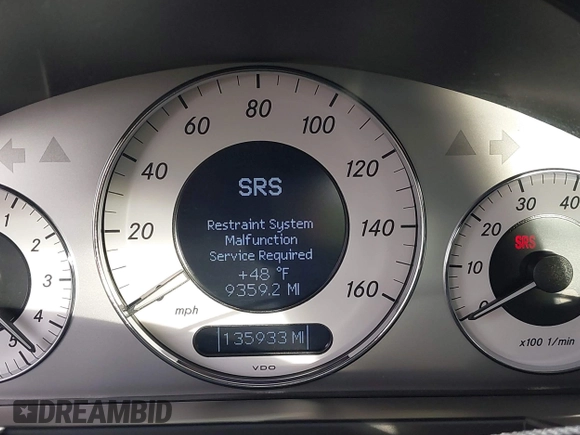 80
60
100
40
120
20
140
160
mph
SRS
Restraint System
Malfunction
Service Required
+48 °F
9359.2 MI
135933 MI
VDO
1
2
3
4
5
0
10
20
30
40
SRS
x100 1/min
DREAMBID